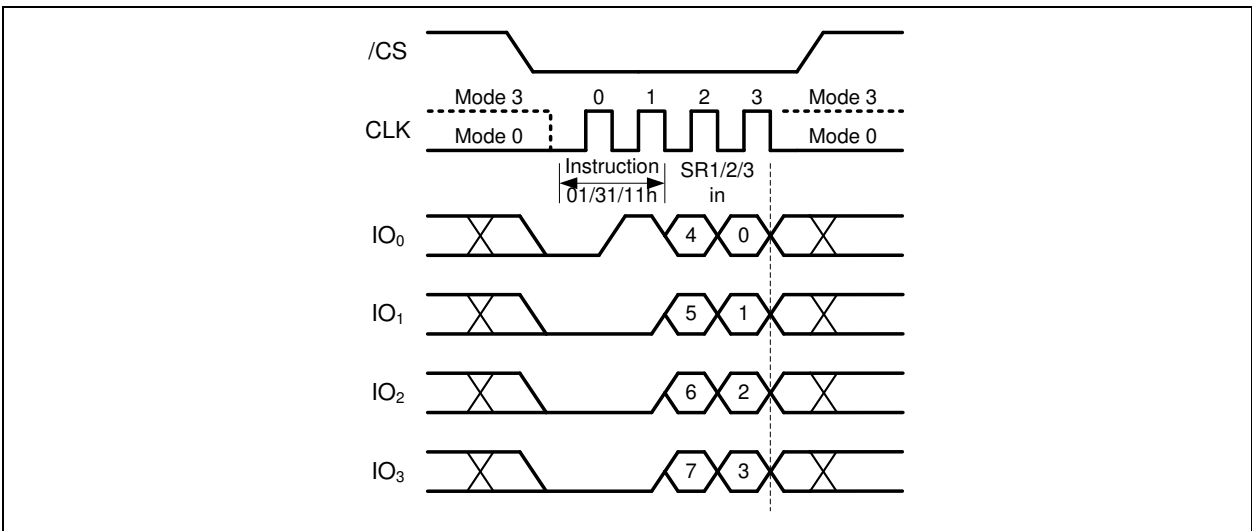 /CS
Mode 3 0 1 2 3 Mode 3
CLK
Mode 0 Mode 0
Instruction SR1/2/3
01/31/11h in
IO₀ 4 0
IO₁ 5 1
IO₂ 6 2
IO₃ 7 3